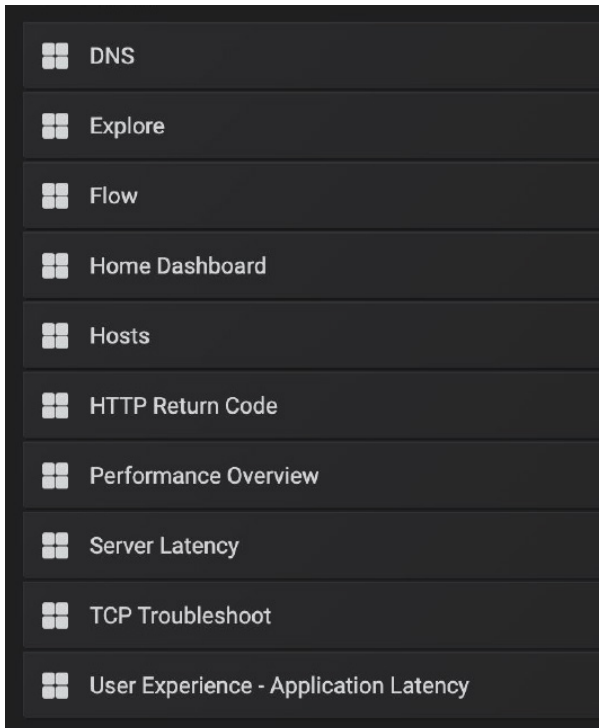 DNS
Explore
Flow
Home Dashboard
Hosts
HTTP Return Code
Performance Overview
Server Latency
TCP Troubleshoot
User Experience - Application Latency